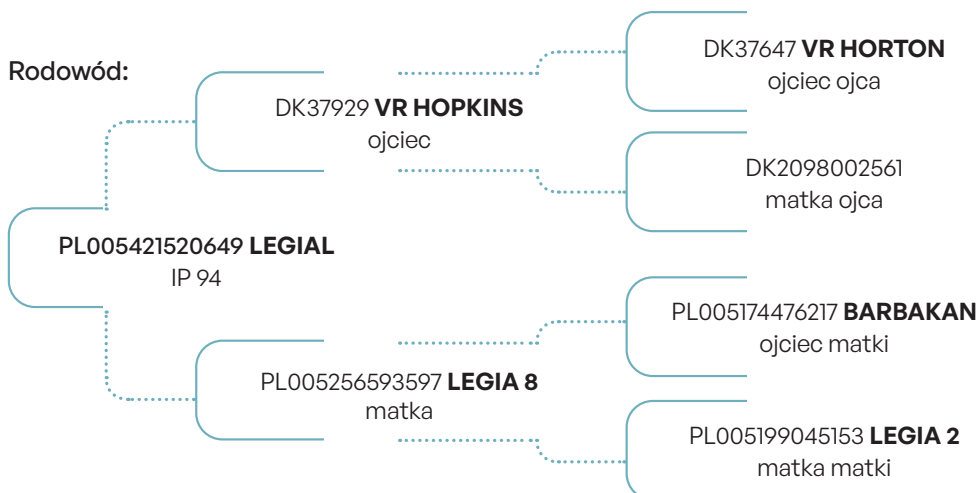 Rodowód:
DK37647 VR HORTON
ojciec ojca
DK37929 VR HOPKINS
ojciec
DK2098002561
matka ojca
PL005421520649 LEGIAL
IP 94
PL005174476217 BARBAKAN
ojciec matki
PL005256593597 LEGIA 8
matka
PL005199045153 LEGIA 2
matka matki